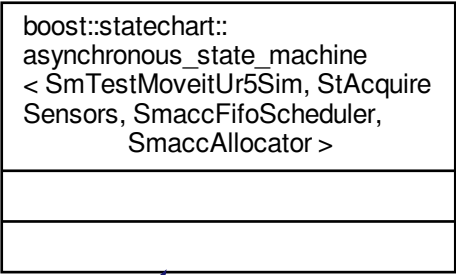 boost::statechart::
asynchronous_state_machine
< SmTestMoveitUr5Sim, StAcquire
Sensors, SmaccFifoScheduler,
SmaccAllocator >